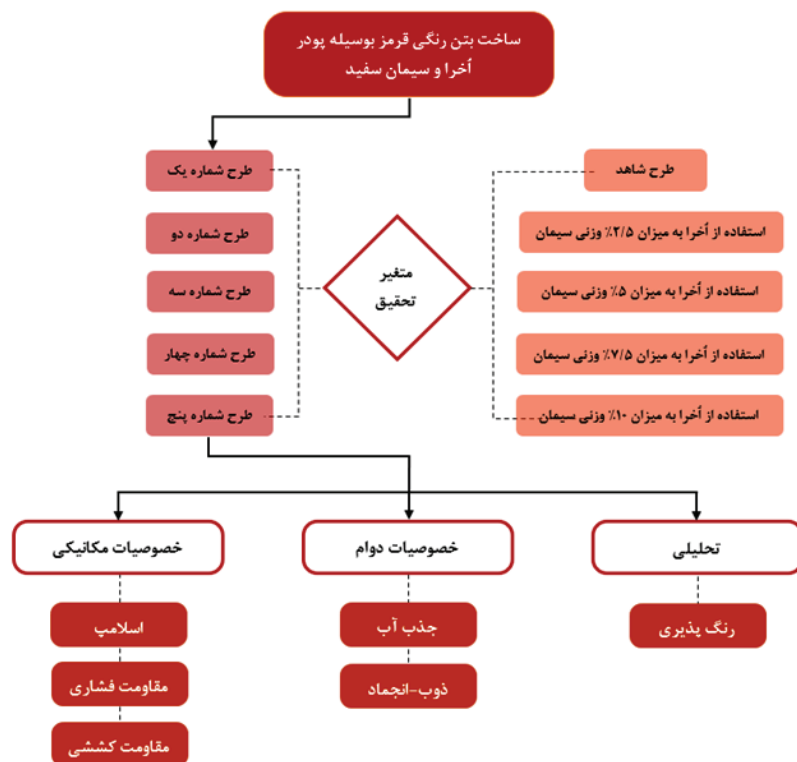 ساخت بتن رنگی قرمز بوسیله پودر
اُخرا و سیمان سفید
طرح شاهد
طرح شماره یک
استفاده از اُخرا به میزان ۲/۵٪ وزنی سیمان
طرح شماره دو
متغیر
تحقیق
استفاده از اُخرا به میزان ۵٪ وزنی سیمان
طرح شماره سه
استفاده از اُخرا به میزان ۷/۵٪ وزنی سیمان
طرح شماره چهار
استفاده از اُخرا به میزان ۱۰٪ وزنی سیمان
طرح شماره پنج
تحلیلی
خصوصیات دوام
خصوصیات مکانیکی
رنگ پذیری
جذب آب
اسلامپ
ذوب-انجماد
مقاومت فشاری
مقاومت کششی